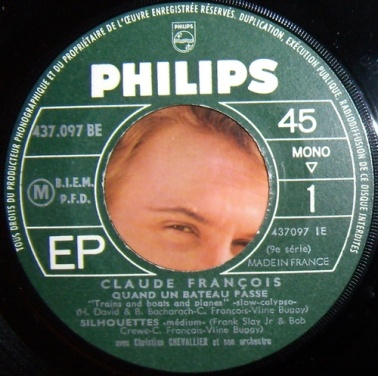 TOUS DROITS DU PRODUCTEUR PHONOGRAPHIQUE ET DU PROPRIÉTAIRE DE L'ŒUVRE ENREGISTRÉE RÉSERVÉS. DUPLICATION, EXÉCUTION PUBLIQUE, RADIODIFFUSION DE CE DISQUE INTERDITES
PHILIPS
PHILIPS
437.097 BE
45
MONO
M B.I.E.M.
P.F.D.
1
437097 1E
EP
(9e série)
MADE IN FRANCE
CLAUDE FRANÇOIS
QUAND UN BATEAU PASSE
"Trains and boats and planes" -slow-calypso-
(H. David & B. Bacharach-C. François-Vline Buggy)
SILHOUETTES -médium- (Frank Slay Jr & Bob
Crewe-C. François-Vline Buggy)
avec Christian CHEVALLIER et son orchestre